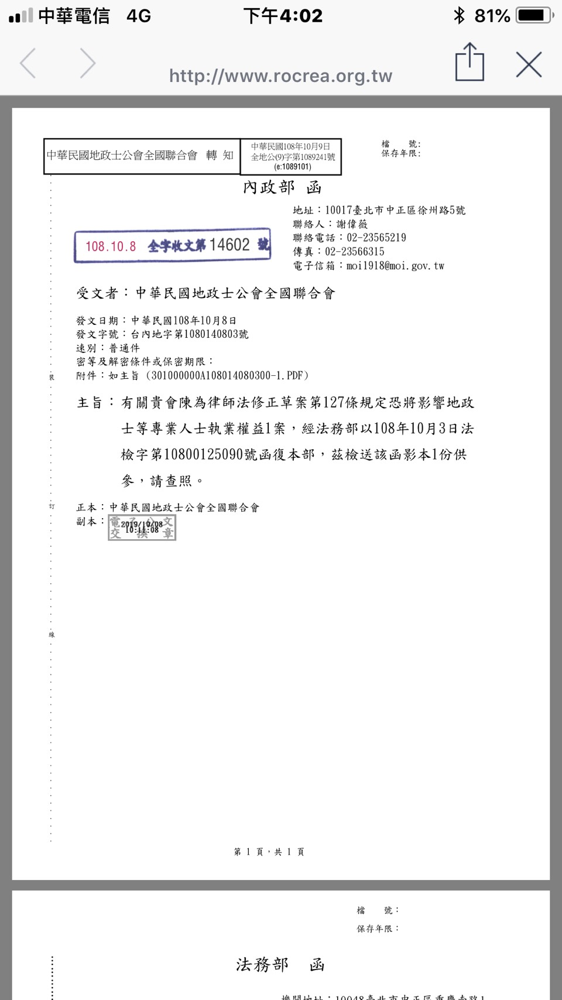 中華電信 4G 下午4:02 81%
http://www.rocrea.org.tw
中華民國地政士公會全國聯合會 轉 知
中華民國108年10月9日
全地公(9)字第1089241號
(e:1089101)
檔 號:
保存年限:
內政部 函
地址：10017臺北市中正區徐州路5號
聯絡人：謝偉薇
聯絡電話：02-23565219
傳真：02-23566315
電子信箱：moi1918@moi.gov.tw
108.10.8 全字收文第14602 號
受文者：中華民國地政士公會全國聯合會
發文日期：中華民國108年10月8日
發文字號：台內地字第1080140803號
速別：普通件
密等及解密條件或保密期限：
附件：如主旨（301000000A108014080300-1.PDF）
主旨：有關貴會陳為律師法修正草案第127條規定恐將影響地政
士等專業人士執業權益1案，經法務部以108年10月3日法
檢字第10800125090號函復本部，茲檢送該函影本1份供
參，請查照。
正本：中華民國地政士公會全國聯合會
副本：
電子公文
2019/10/08
10:11:08
交換章
裝
訂
線
第 1 頁，共 1 頁
檔 號：
保存年限：
法務部 函
機關地址：10048臺北市中正區重慶南路1